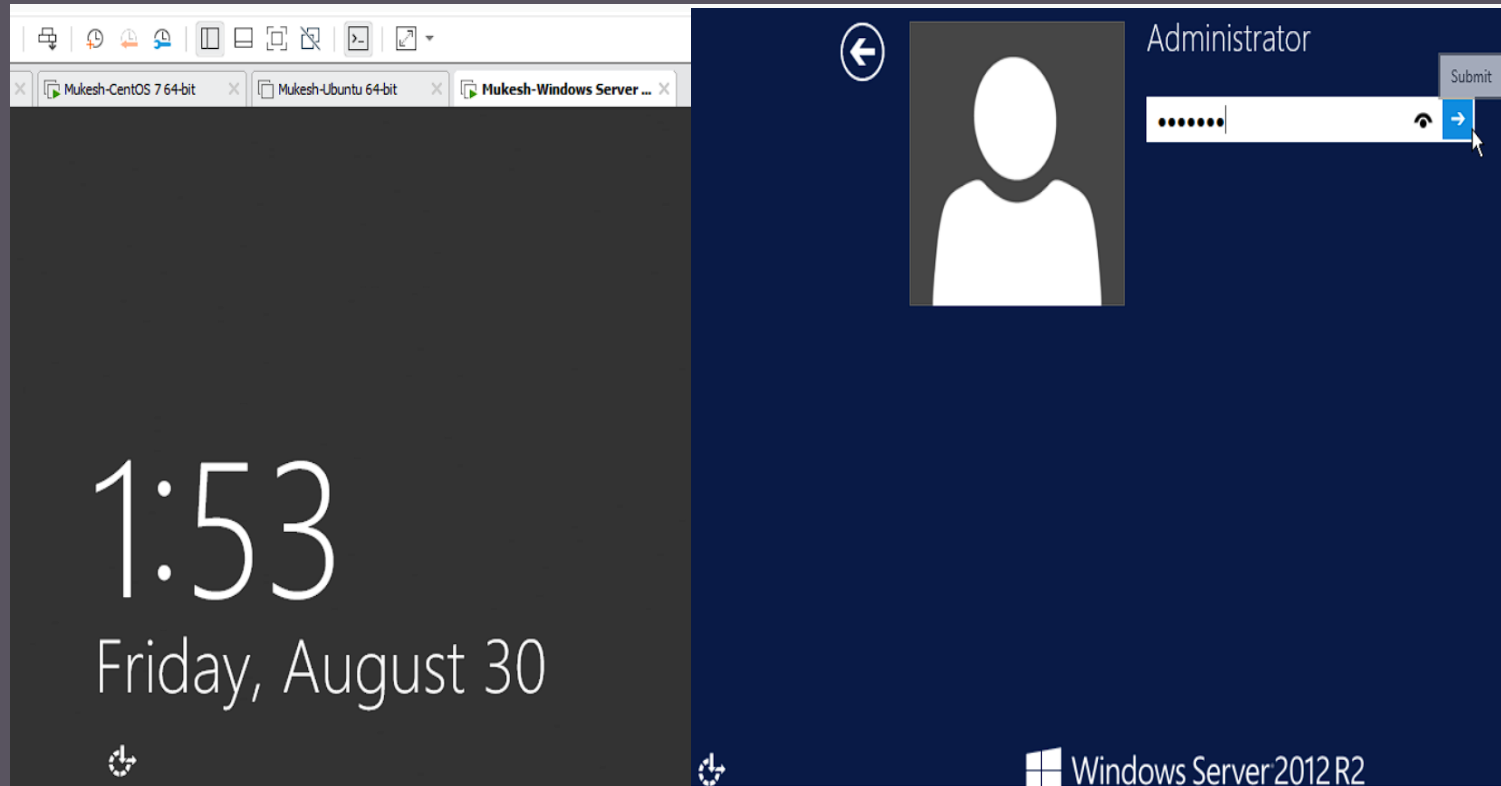 Mukesh-CentOS 7 64-bit
Mukesh-Ubuntu 64-bit
Mukesh-Windows Server ...
1:53
Friday, August 30
Administrator
Submit
Windows Server 2012 R2